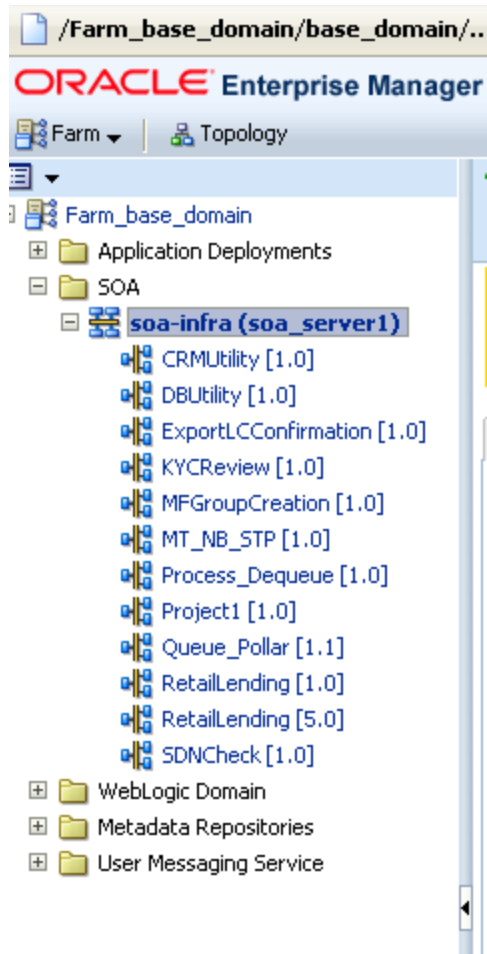 /Farm_base_domain/base_domain/..
ORACLE Enterprise Manager
Farm Topology
Farm_base_domain
Application Deployments
SOA
soa-infra (soa_server1)
CRMUtility [1.0]
DBUtility [1.0]
ExportLCConfirmation [1.0]
KYCReview [1.0]
MFGroupCreation [1.0]
MT_NB_STP [1.0]
Process_Dequeue [1.0]
Project1 [1.0]
Queue_Pollar [1.1]
RetailLending [1.0]
RetailLending [5.0]
SDNCheck [1.0]
WebLogic Domain
Metadata Repositories
User Messaging Service